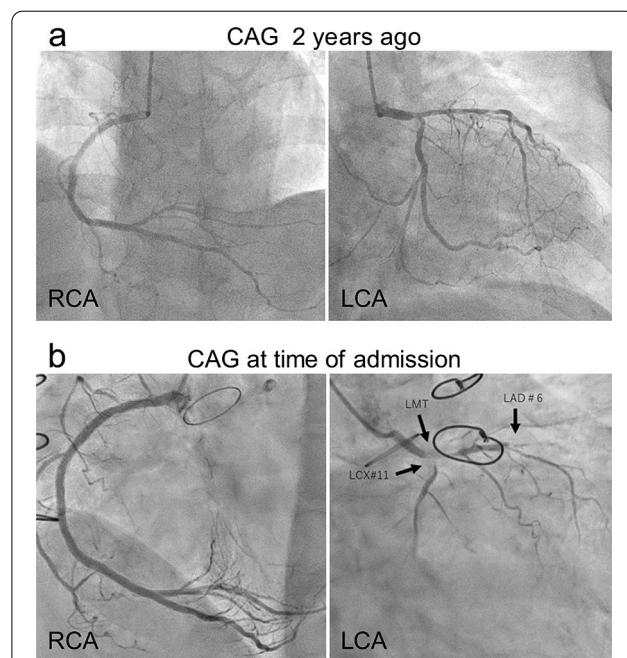 a CAG 2 years ago
RCA LCA
b CAG at time of admission
LMT LAD # 6
LCX#11
RCA LCA